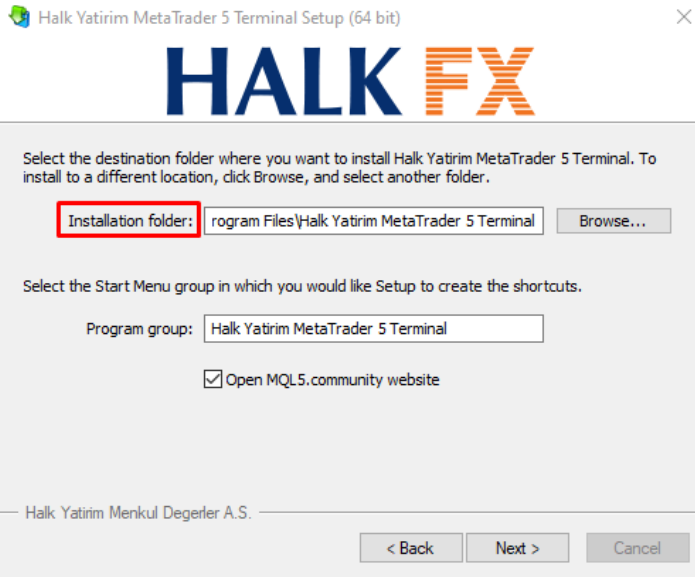 Halk Yatirim MetaTrader 5 Terminal Setup (64 bit)
HALK FX
Select the destination folder where you want to install Halk Yatirim MetaTrader 5 Terminal. To
install to a different location, click Browse, and select another folder.
Installation folder: rogram Files\Halk Yatirim MetaTrader 5 Terminal Browse...
Select the Start Menu group in which you would like Setup to create the shortcuts.
Program group: Halk Yatirim MetaTrader 5 Terminal
Open MQL5.community website
Halk Yatirim Menkul Degerler A.S.
< Back Next > Cancel